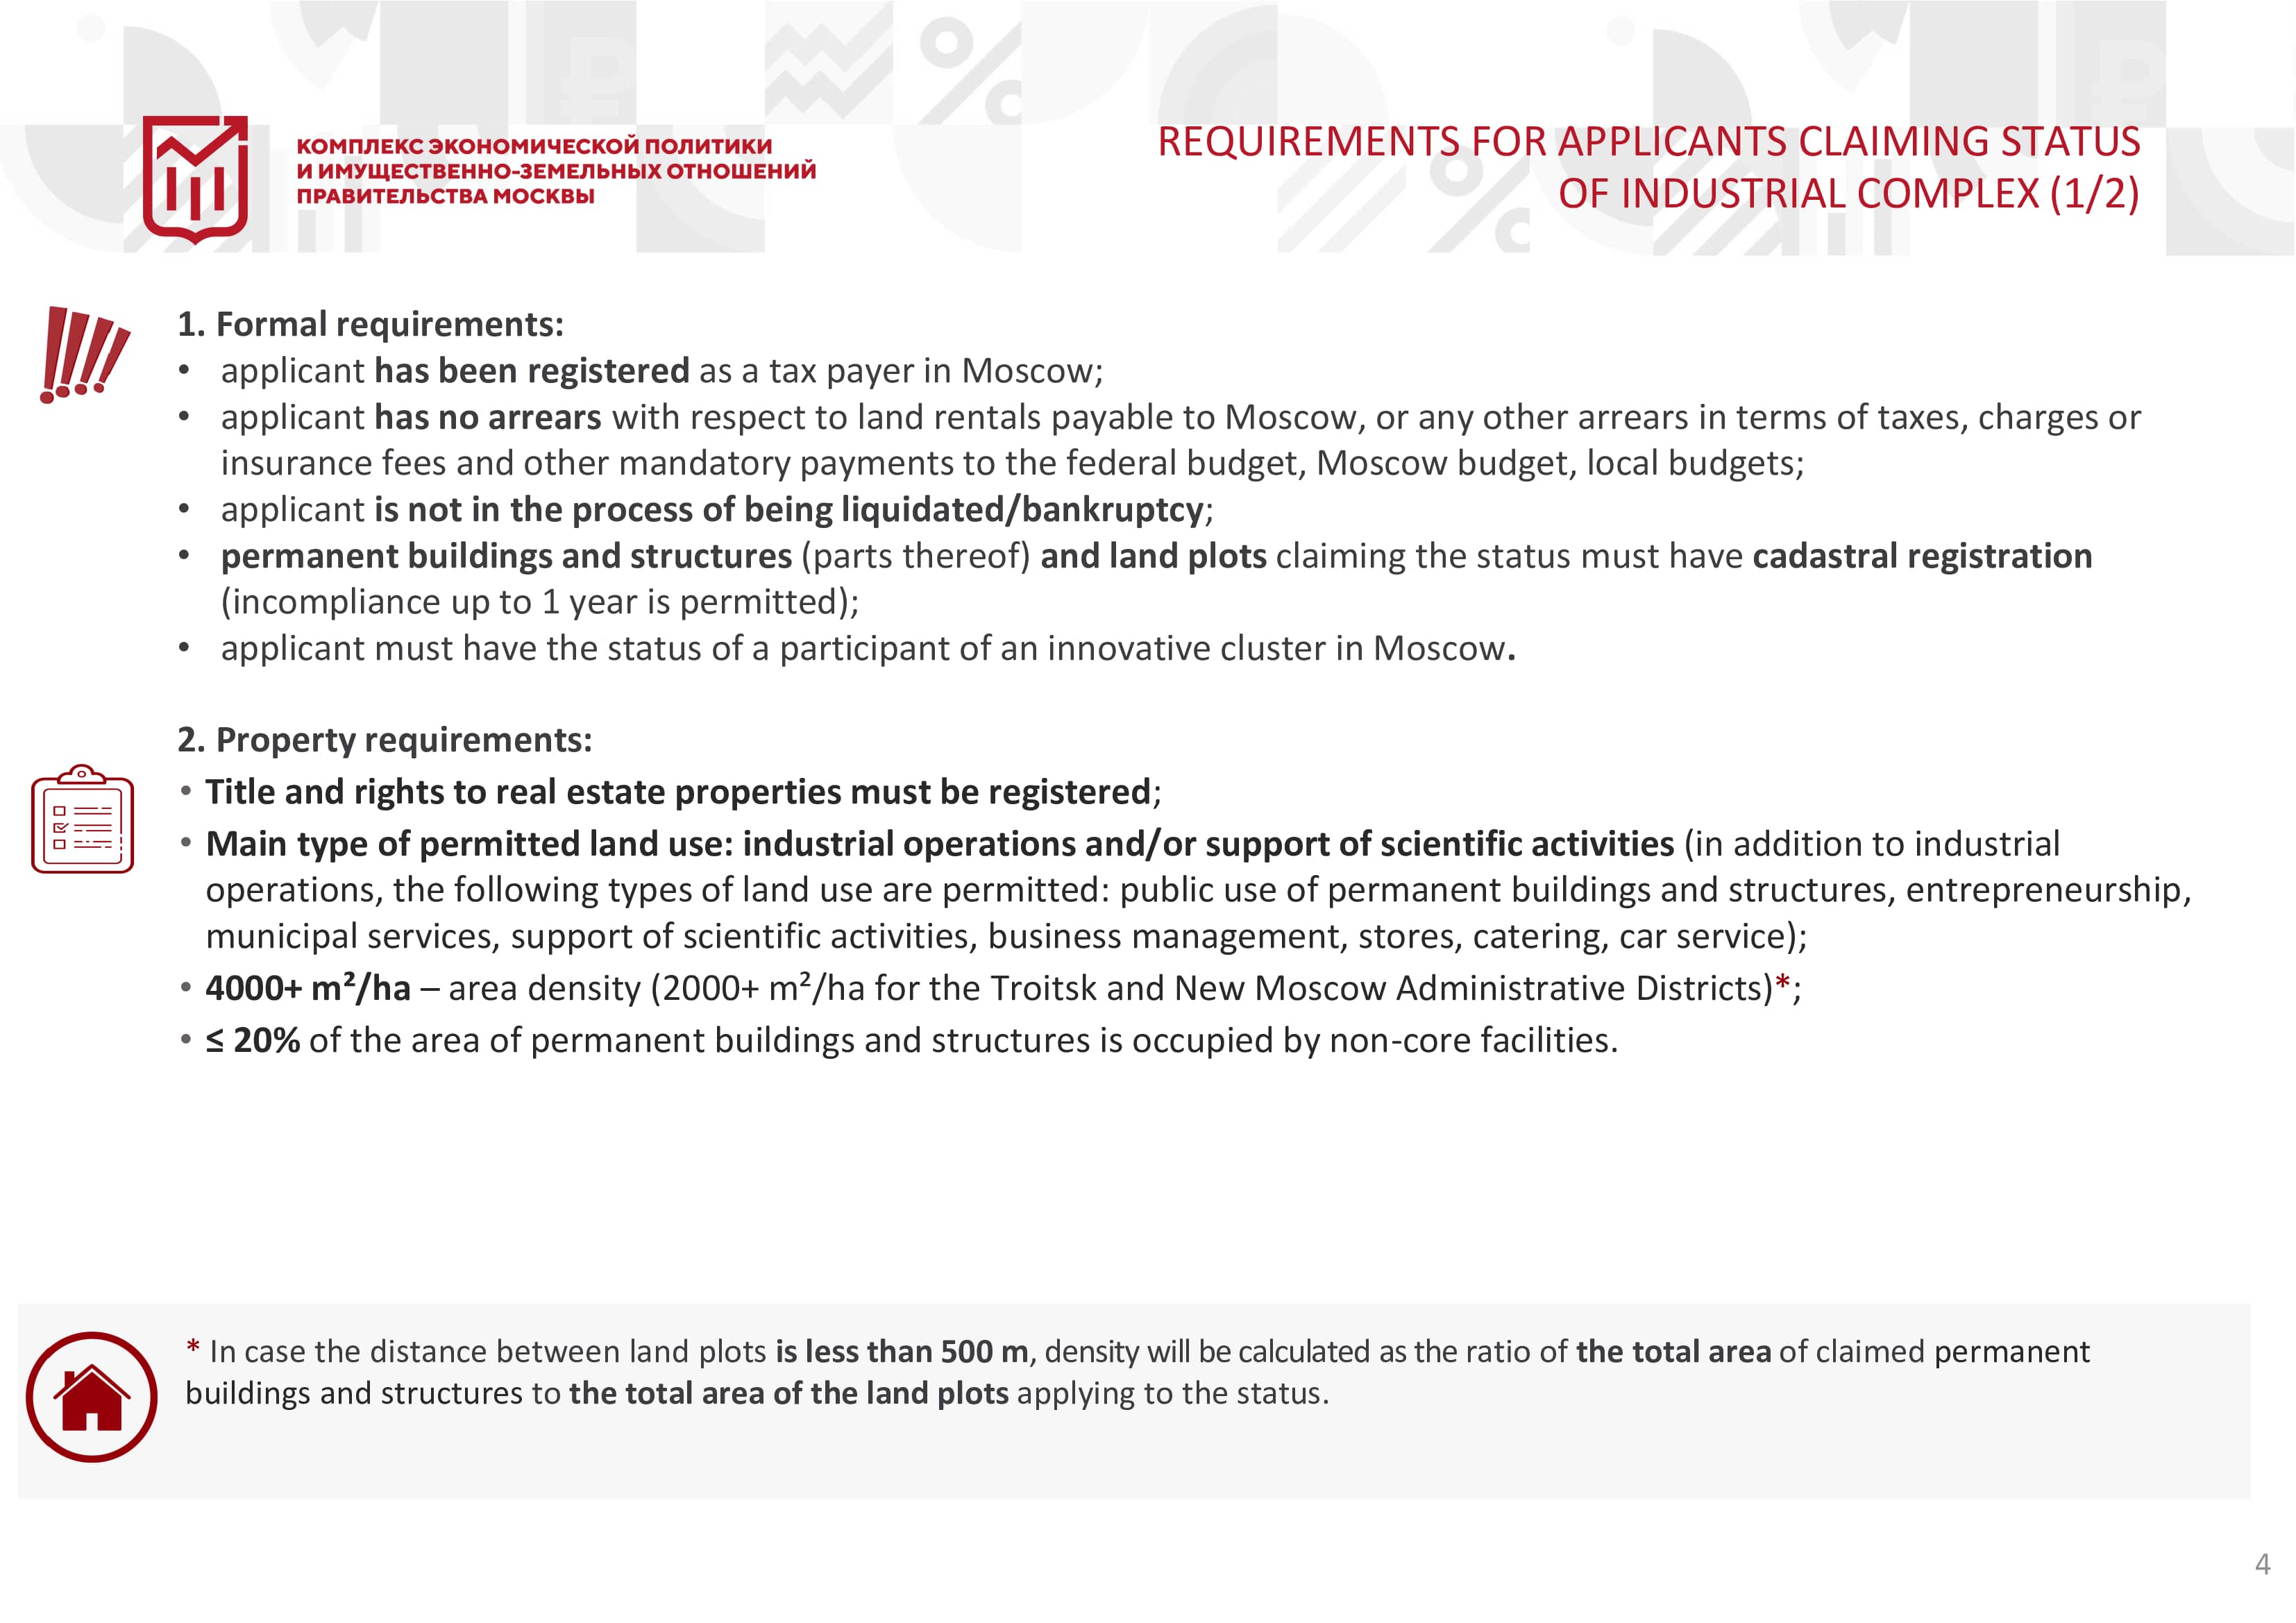 КОМПЛЕКС ЭКОНОМИЧЕСКОЙ ПОЛИТИКИ
И ИМУЩЕСТВЕННО-ЗЕМЕЛЬНЫХ ОТНОШЕНИЙ
ПРАВИТЕЛЬСТВА МОСКВЫ
REQUIREMENTS FOR APPLICANTS CLAIMING STATUS
OF INDUSTRIAL COMPLEX (1/2)
1. Formal requirements:
• applicant has been registered as a tax payer in Moscow;
• applicant has no arrears with respect to land rentals payable to Moscow, or any other arrears in terms of taxes, charges or
insurance fees and other mandatory payments to the federal budget, Moscow budget, local budgets;
• applicant is not in the process of being liquidated/bankruptcy;
• permanent buildings and structures (parts thereof) and land plots claiming the status must have cadastral registration
(incompliance up to 1 year is permitted);
• applicant must have the status of a participant of an innovative cluster in Moscow.
2. Property requirements:
• Title and rights to real estate properties must be registered;
• Main type of permitted land use: industrial operations and/or support of scientific activities (in addition to industrial
operations, the following types of land use are permitted: public use of permanent buildings and structures, entrepreneurship,
municipal services, support of scientific activities, business management, stores, catering, car service);
• 4000+ m²/ha – area density (2000+ m²/ha for the Troitsk and New Moscow Administrative Districts)*;
• ≤ 20% of the area of permanent buildings and structures is occupied by non-core facilities.
* In case the distance between land plots is less than 500 m, density will be calculated as the ratio of the total area of claimed permanent
buildings and structures to the total area of the land plots applying to the status.
4